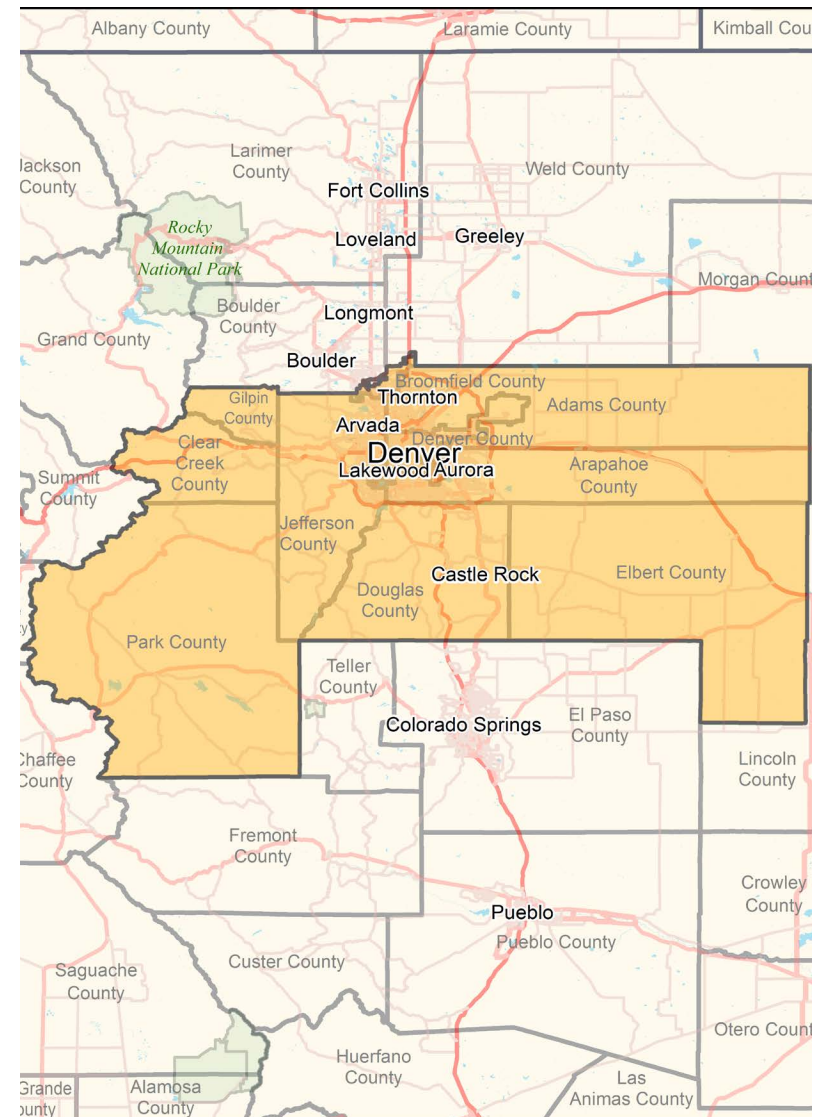 Albany County
Laramie County
Kimball Cou
Larimer
County
Jackson
County
Weld County
Fort Collins
Rocky
Mountain
National Park
Loveland
Greeley
Morgan Count
Boulder
County
Longmont
Grand County
Boulder
Broomfield County
Gilpin
County
Thornton
Adams County
Arvada
Denver County
Clear
Creek
County
Denver
Lakewood
Aurora
Arapahoe
County
Summit
County
Jefferson
County
Castle Rock
Elbert County
Douglas
County
Park County
Teller
County
Colorado Springs
El Paso
County
Chaffee
County
Lincoln
County
Fremont
County
Crowley
County
Pueblo
Pueblo County
Custer County
Saguache
County
Otero Count
Huerfano
County
Las
Animas County
Grande
ounty
Alamosa
County